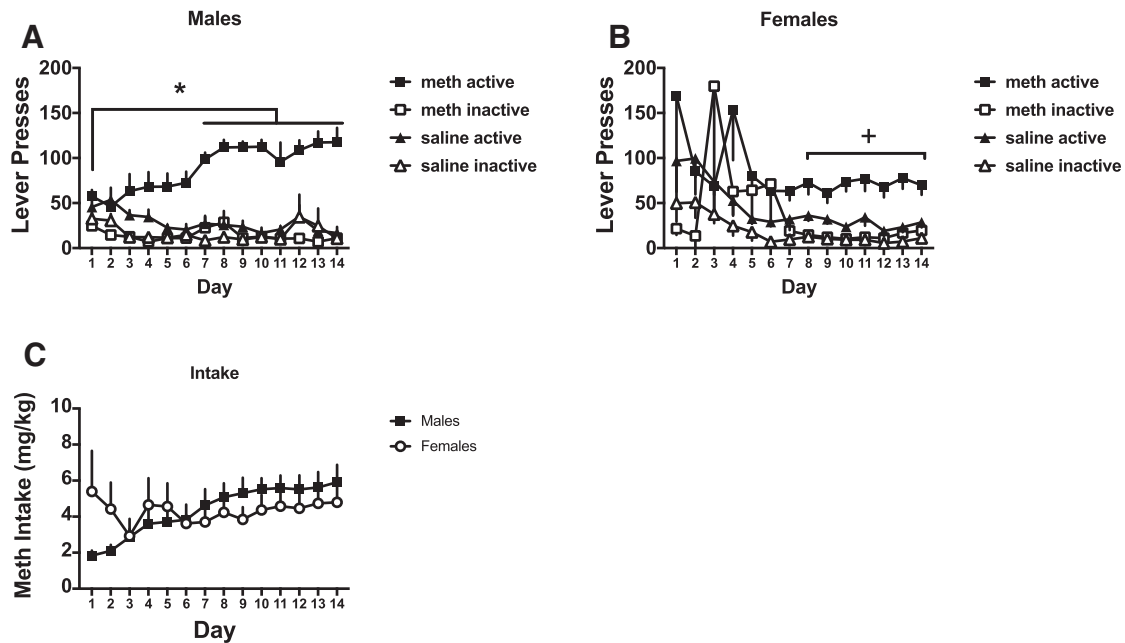 Males
A
200
150
100
50
0
Lever Presses
*
1 2 3 4 5 6 7 8 9 10 11 12 13 14
Day
meth active
meth inactive
saline active
saline inactive
Females
B
200
150
100
50
0
Lever Presses
+
1 2 3 4 5 6 7 8 9 10 11 12 13 14
Day
meth active
meth inactive
saline active
saline inactive
C
Intake
10
8
6
4
2
0
Meth Intake (mg/kg)
1 2 3 4 5 6 7 8 9 10 11 12 13 14
Day
Males
Females